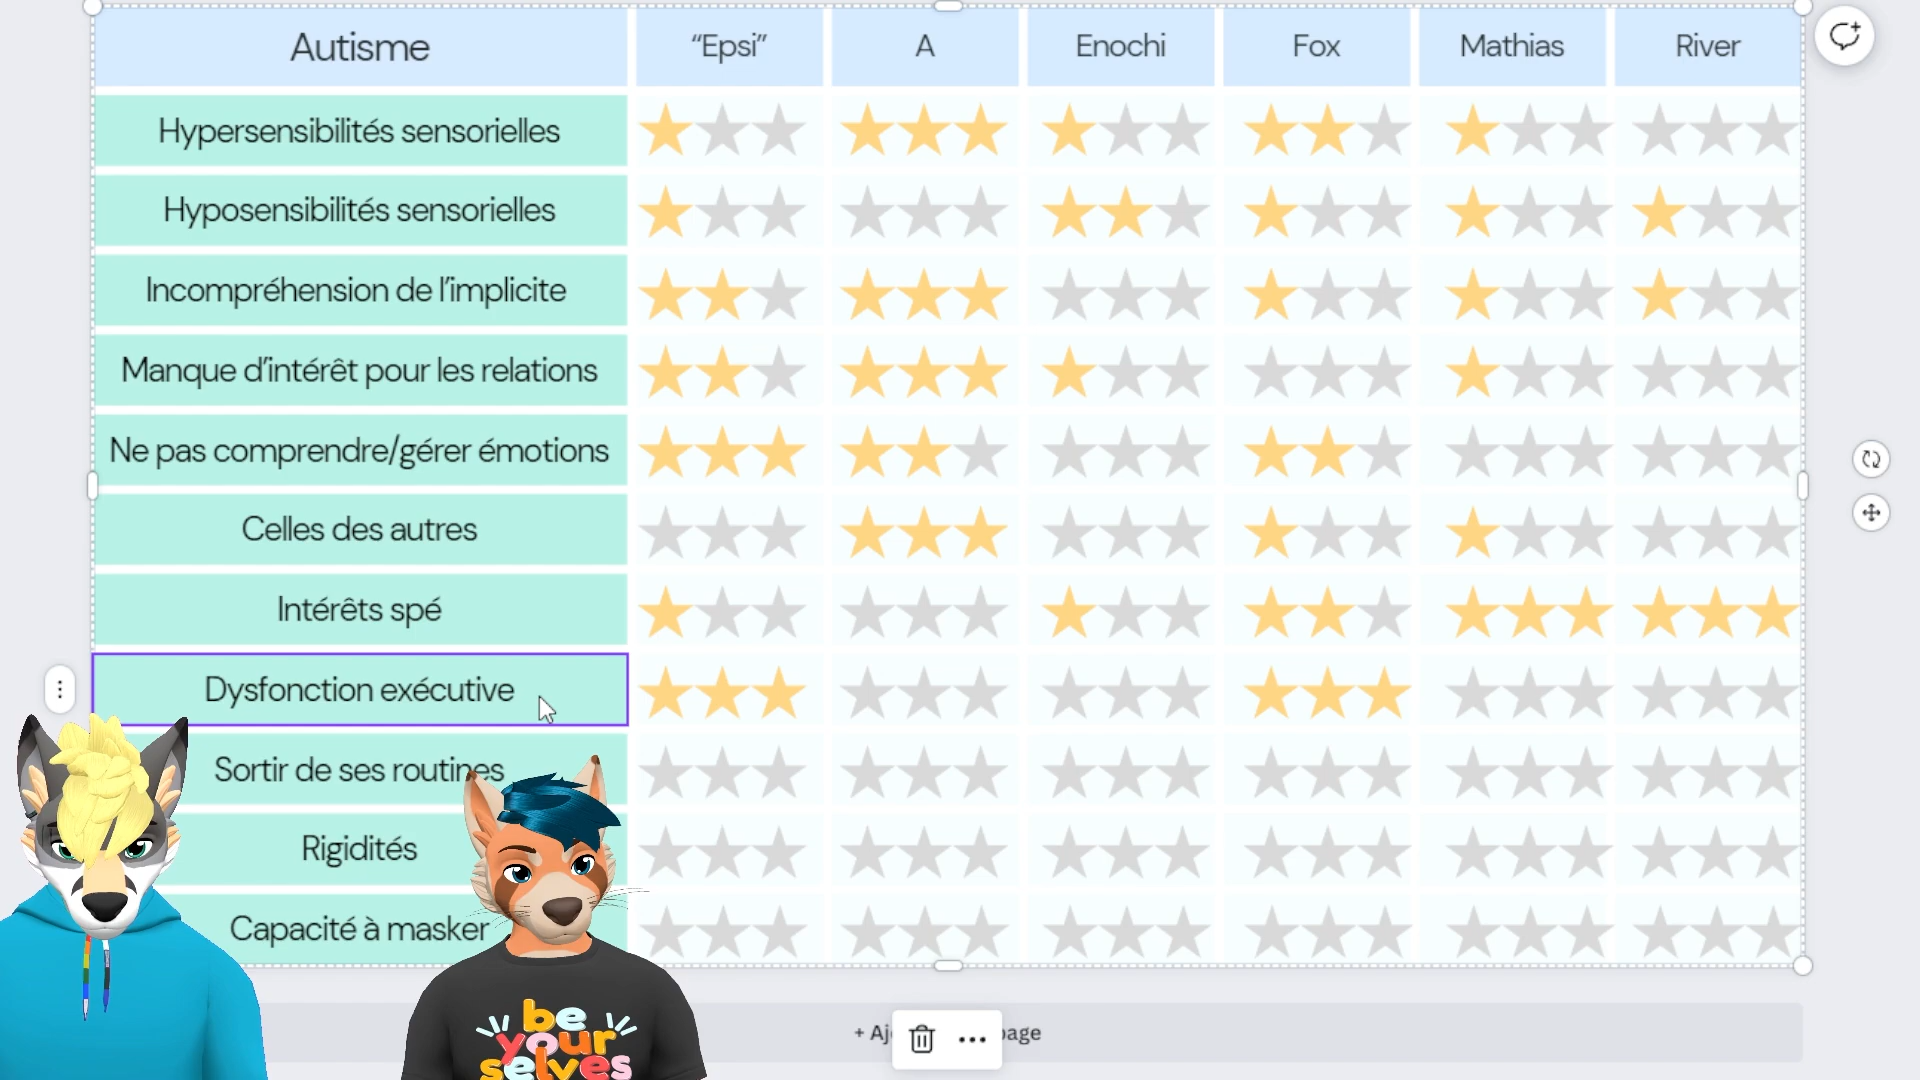 Autisme "Epsi" A Enochi Fox Mathias River
Hypersensibilités sensorielles
Hyposensibilités sensorielles
Incompréhension de l'implicite
Manque d'intérêt pour les relations
Ne pas comprendre/gérer émotions
Celles des autres
Intérêts spé
Dysfonction exécutive
Sortir de ses routines
Rigidités
Capacité à masker
be
your
selves
+ Aj page